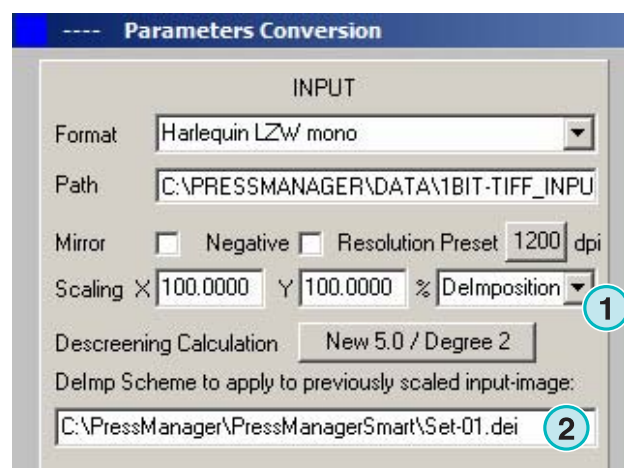 ---- Parameters Conversion
INPUT
Format Harlequin LZW mono
Path C:\PRESSMANAGER\DATA\1BIT-TIFF_INPU
Mirror Negative Resolution Preset 1200 dpi
Scaling X 100.0000 Y 100.0000 % DeImposition
1
Descreening Calculation New 5.0 / Degree 2
DeImp Scheme to apply to previously scaled input-image:
C:\PressManager\PressManagerSmart\Set-01.dei 2